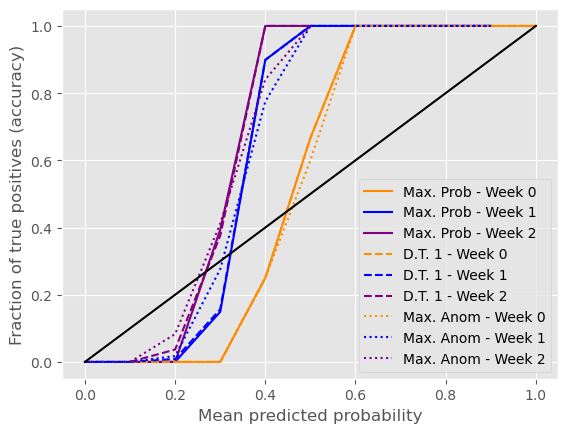 1.0
0.8
0.6
0.4
0.2
0.0
Fraction of true positives (accuracy)
Max. Prob - Week 0
Max. Prob - Week 1
Max. Prob - Week 2
D.T. 1 - Week 0
D.T. 1 - Week 1
D.T. 1 - Week 2
Max. Anom - Week 0
Max. Anom - Week 1
Max. Anom - Week 2
0.0 0.2 0.4 0.6 0.8 1.0
Mean predicted probability